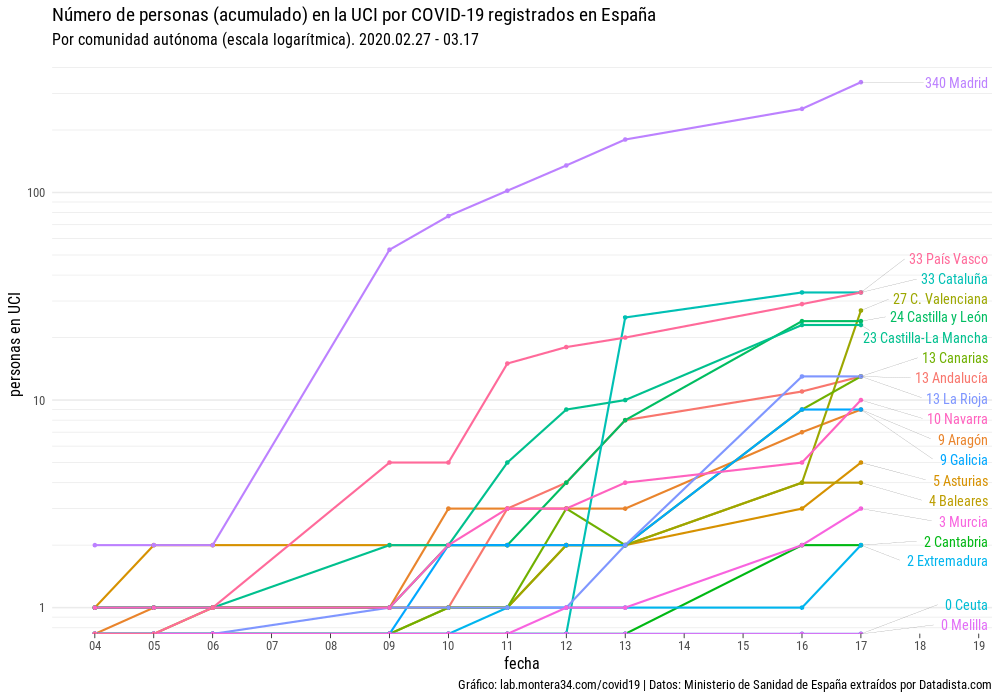 Número de personas (acumulado) en la UCI por COVID-19 registrados en España
Por comunidad autónoma (escala logarítmica). 2020.02.27 - 03.17
340 Madrid
100
33 País Vasco
33 Cataluña
27 C. Valenciana
24 Castilla y León
23 Castilla-La Mancha
13 Canarias
13 Andalucía
13 La Rioja
10
10 Navarra
9 Aragón
9 Galicia
5 Asturias
4 Baleares
3 Murcia
2 Cantabria
2 Extremadura
1
0 Ceuta
0 Melilla
personas en UCI
04 05 06 07 08 09 10 11 12 13 14 15 16 17 18 19
fecha
Gráfico: lab.montera34.com/covid19 | Datos: Ministerio de Sanidad de España extraídos por Datadista.com